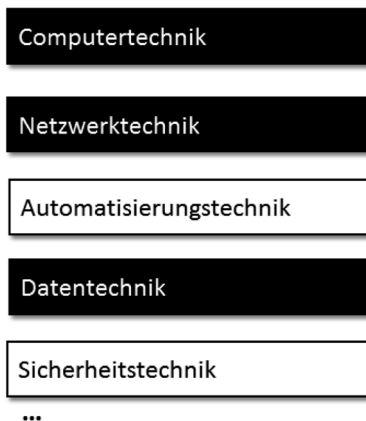 Computertechnik
Netzwerktechnik
Automatisierungstechnik
Datentechnik
Sicherheitstechnik
...